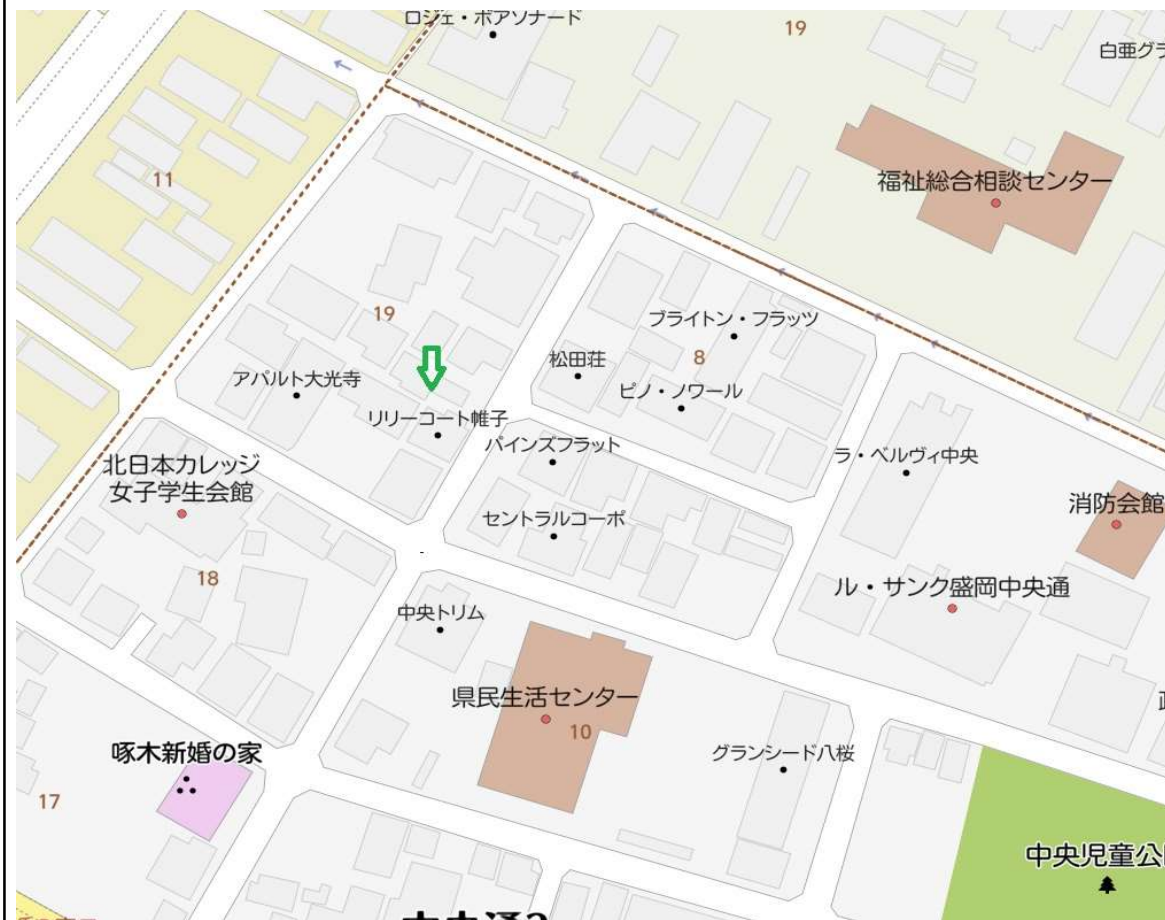 ロジェ・ボアソナード
19
白亜グラ
11
福祉総合相談センター
19
ブライトン・フラッツ
8
松田荘
アパルト大光寺
ピノ・ノワール
リリーコート帷子
パインズフラット
ラ・ベルヴィ中央
北日本カレッジ
女子学生会館
消防会館
セントラルコーポ
18
ル・サンク盛岡中央通
中央トリム
県民生活センター
10
グランシード八桜
啄木新婚の家
17
中央児童公